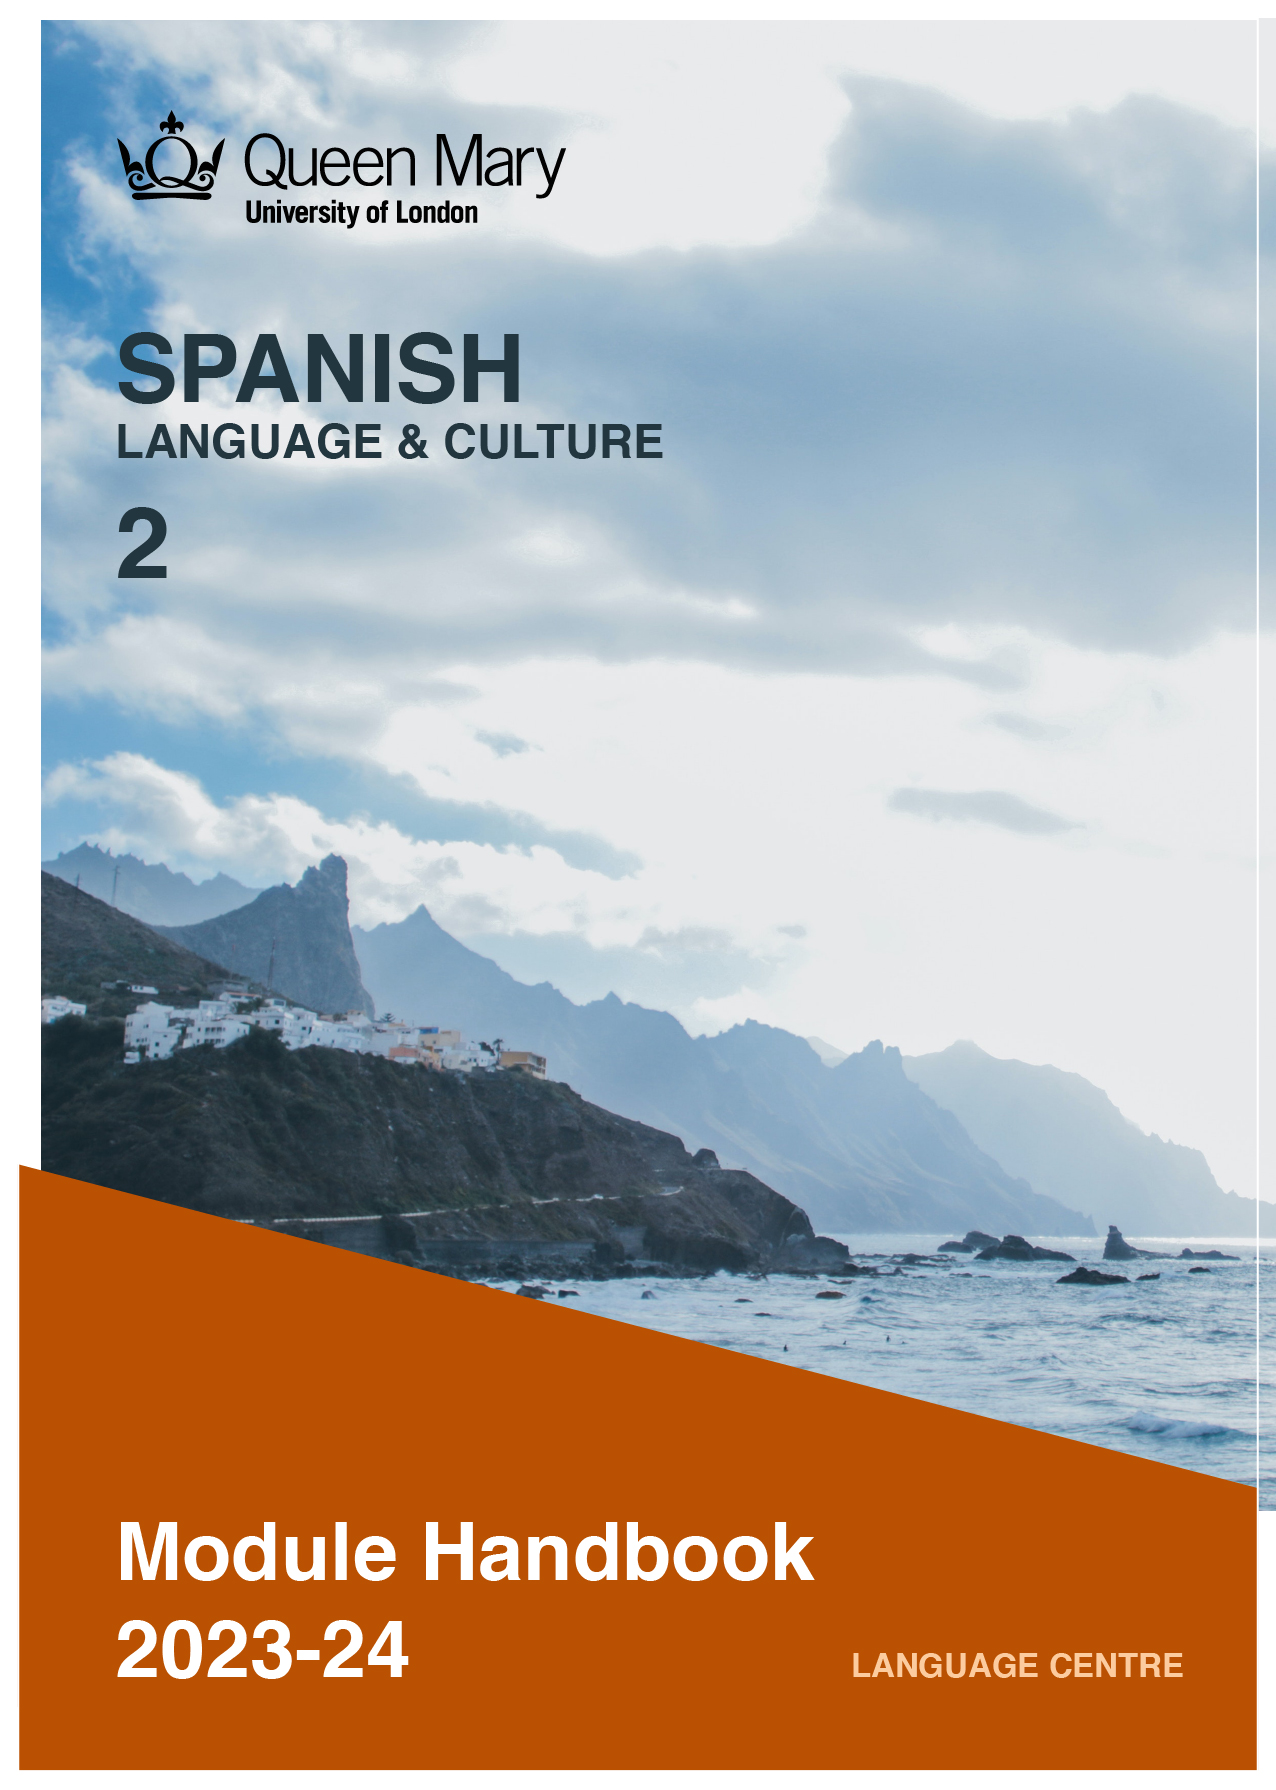 Queen Mary
University of London
SPANISH
LANGUAGE & CULTURE
2
Module Handbook
2023-24
LANGUAGE CENTRE